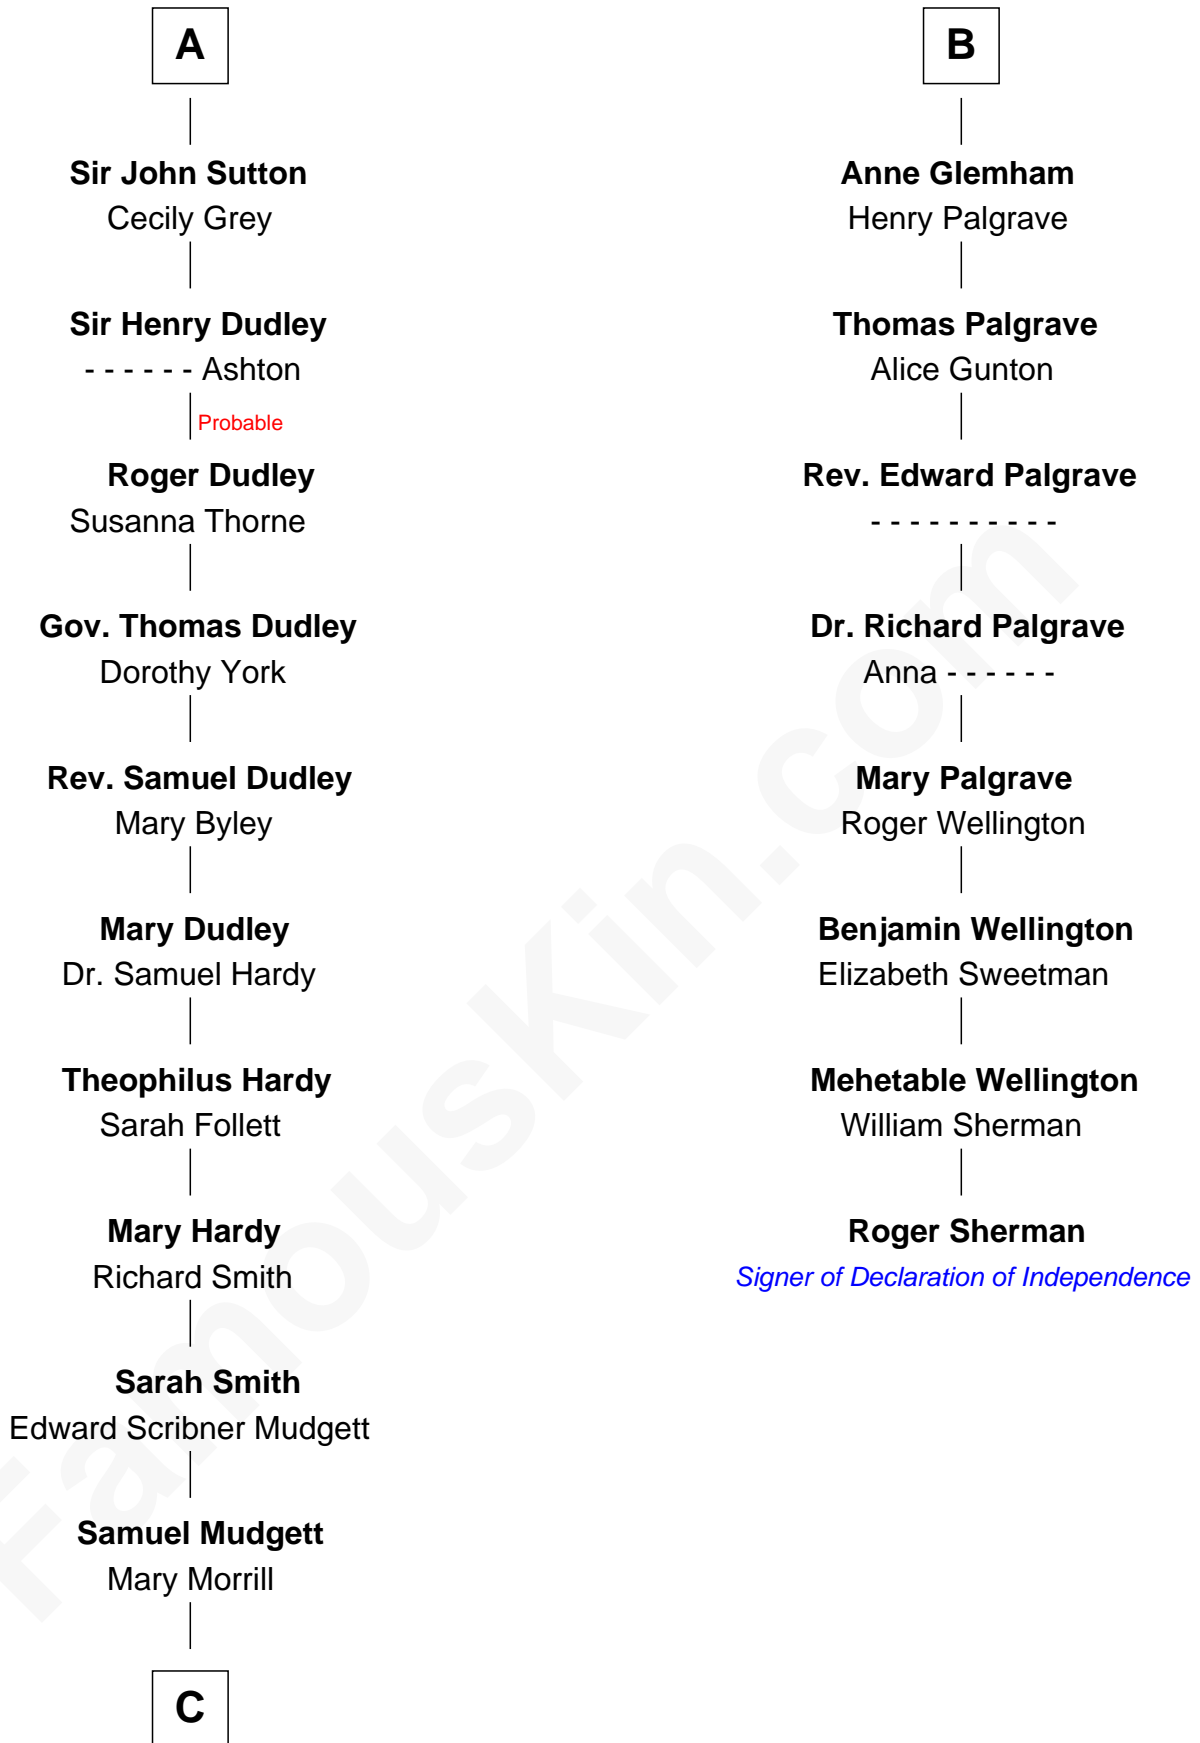 A
Sir John Sutton
Cecily Grey
Sir Henry Dudley
- - - - - - Ashton
Probable
Roger Dudley
Susanna Thorne
Gov. Thomas Dudley
Dorothy York
Rev. Samuel Dudley
Mary Byley
Mary Dudley
Dr. Samuel Hardy
Theophilus Hardy
Sarah Follett
Mary Hardy
Richard Smith
Sarah Smith
Edward Scribner Mudgett
Samuel Mudgett
Mary Morrill
C
B
Anne Glemham
Henry Palgrave
Thomas Palgrave
Alice Gunton
Rev. Edward Palgrave
- - - - - - - - - -
Dr. Richard Palgrave
Anna - - - - - -
Mary Palgrave
Roger Wellington
Benjamin Wellington
Elizabeth Sweetman
Mehetable Wellington
William Sherman
Roger Sherman
Signer of Declaration of Independence
FamousKin.com